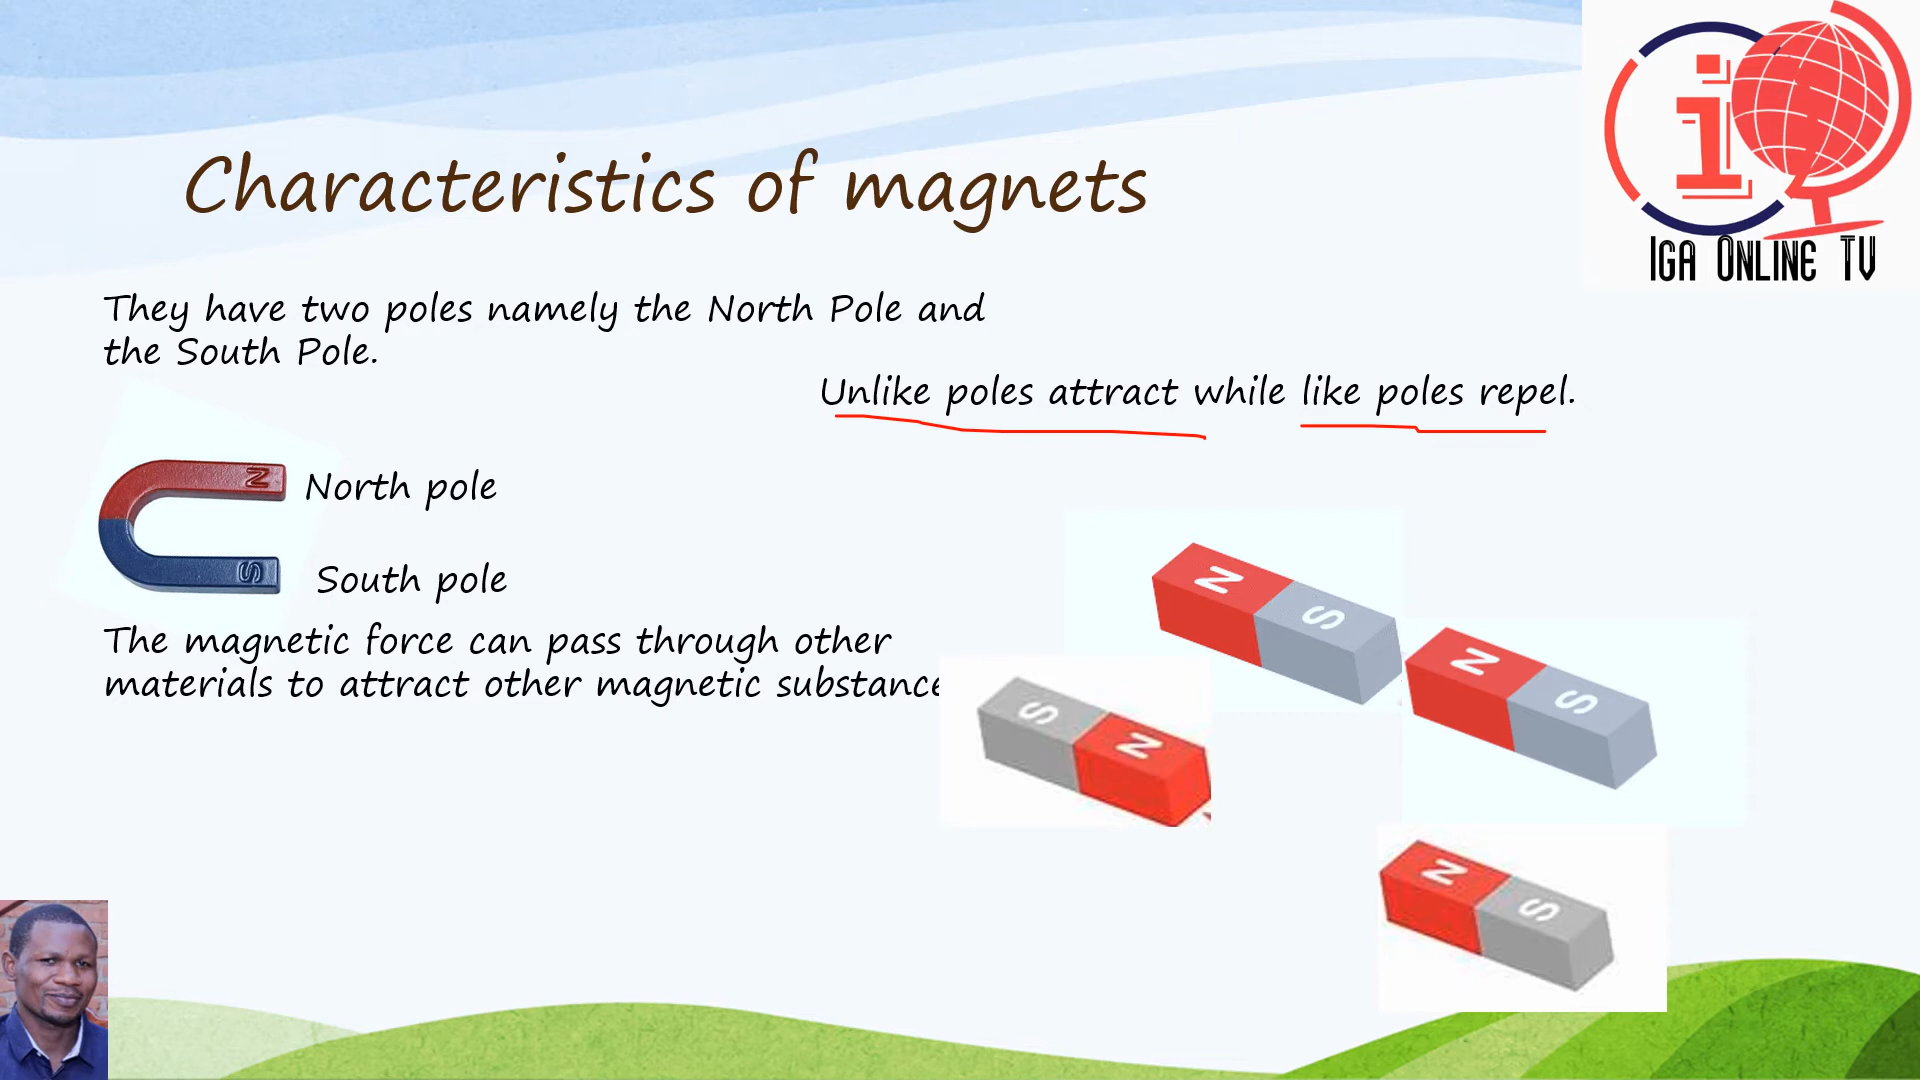 Characteristics of magnets
IGA ONLINE TV
They have two poles namely the North Pole and
the South Pole.
Unlike poles attract while like poles repel.
N
North pole
S
South pole
The magnetic force can pass through other
materials to attract other magnetic substance
N S
N S
S N
N S